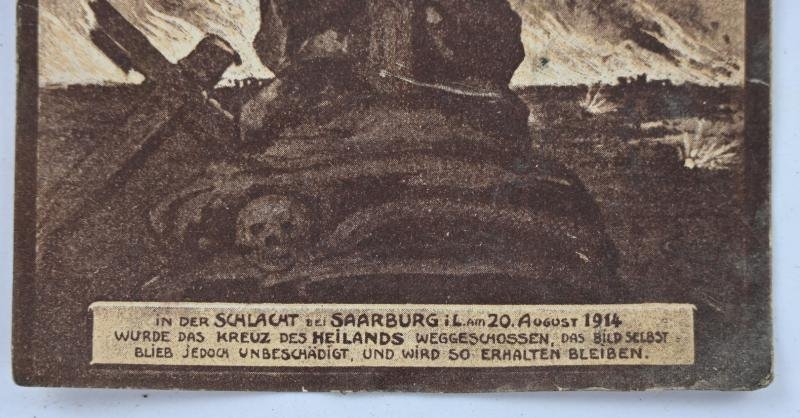 IN DER SCHLACHT BEI SAARBURG i.L. AM 20. AUGUST 1914
WURDE DAS KREUZ DES HEILANDS WEGGESCHOSSEN, DAS BILD SELBST
BLIEB JEDOCH UNBESCHÄDIGT, UND WIRD SO ERHALTEN BLEIBEN.